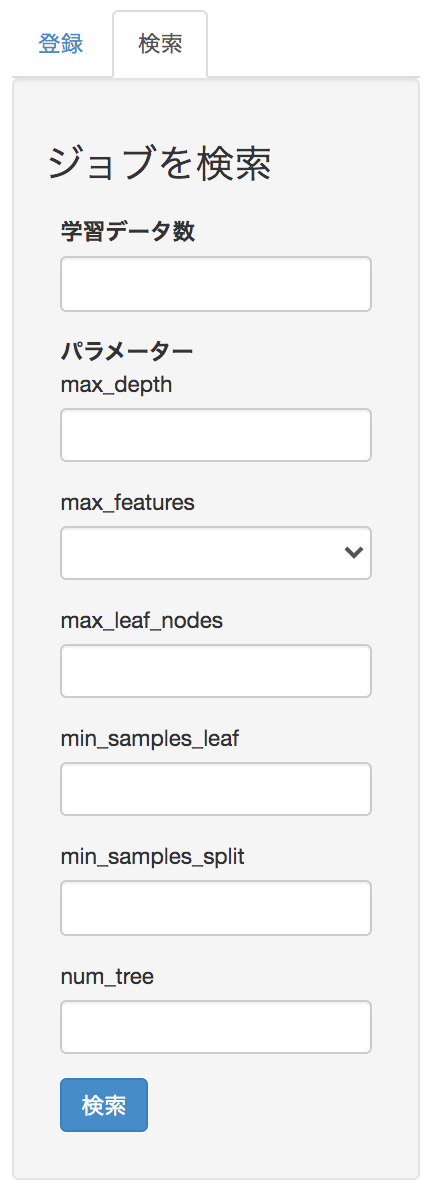 登録 検索
ジョブを検索
学習データ数
パラメーター
max_depth
max_features
max_leaf_nodes
min_samples_leaf
min_samples_split
num_tree
検索